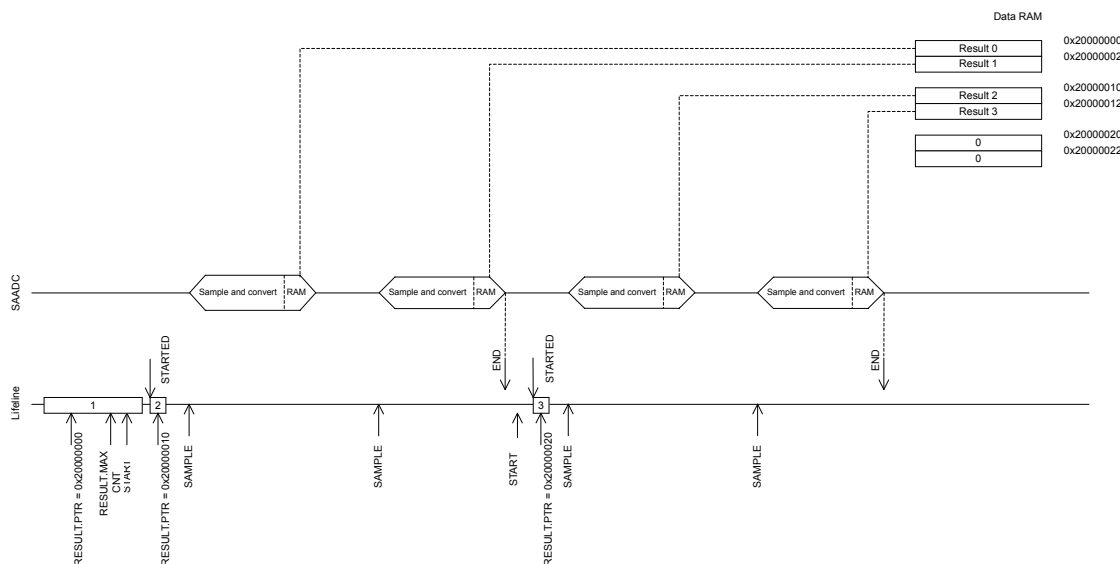 Data RAM
Result 0
0x20000000
Result 1
0x20000002
Result 2
0x20000010
Result 3
0x20000012
0
0x20000020
0
0x20000022
SAADC
Sample and convert
RAM
Sample and convert
RAM
Sample and convert
RAM
Sample and convert
RAM
STARTED
END
STARTED
END
Lifeline
1
2
3
RESULT.PTR = 0x20000000
RESULT.MAX
CNT
START
RESULT.PTR = 0x20000010
SAMPLE
SAMPLE
START
RESULT.PTR = 0x20000020
SAMPLE
SAMPLE